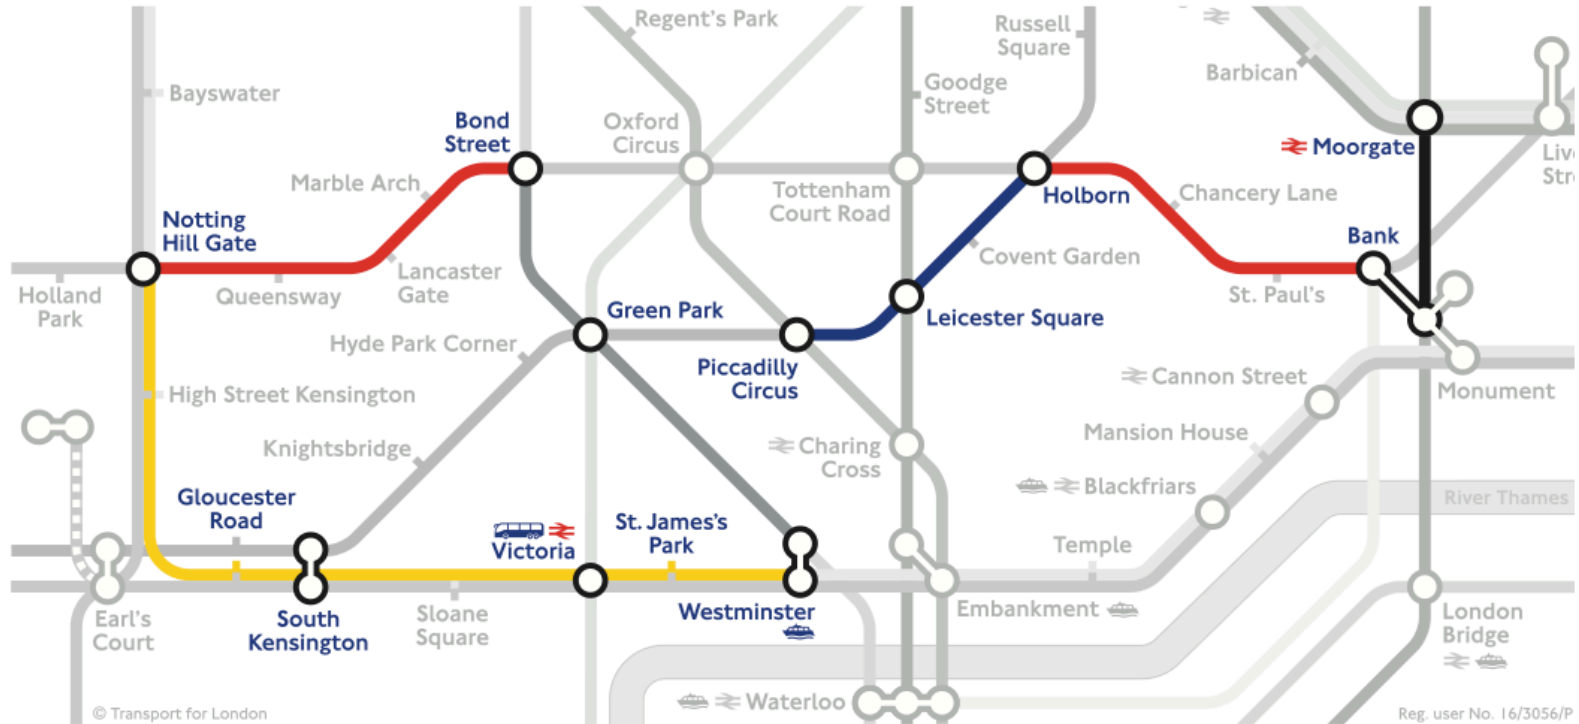 Regent's Park
Russell
Square
Barbican
Bayswater
Goodge
Street
Bond
Street
Oxford
Circus
Moorgate
Marble Arch
Tottenham
Court Road
Holborn
Chancery Lane
Notting
Hill Gate
Bank
Covent Garden
Lancaster
Gate
Holland
Park
Queensway
St. Paul's
Green Park
Leicester Square
Hyde Park Corner
Piccadilly
Circus
Cannon Street
Monument
High Street Kensington
Mansion House
Knightsbridge
Charing
Cross
Blackfriars
River Thames
Gloucester
Road
Victoria
St. James's
Park
Temple
Earl's
Court
South
Kensington
Sloane
Square
Westminster
Embankment
London
Bridge
Waterloo
© Transport for London
Reg. user No. 16/3056/P